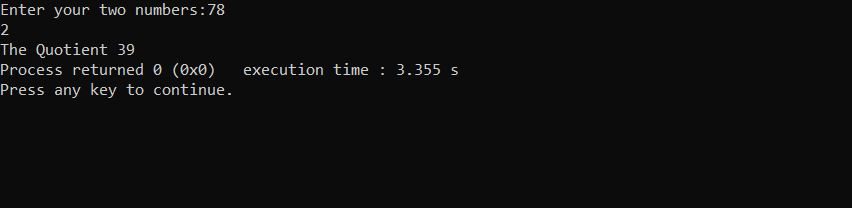 Enter your two numbers:78
2
The Quotient 39
Process returned 0 (0x0)   execution time : 3.355 s
Press any key to continue.